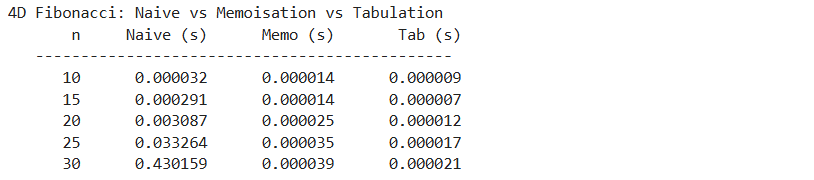 4D Fibonacci: Naive vs Memoisation vs Tabulation
n Naive (s) Memo (s) Tab (s)
----------------------------------------------
10 0.000032 0.000014 0.000009
15 0.000291 0.000014 0.000007
20 0.003087 0.000025 0.000012
25 0.033264 0.000035 0.000017
30 0.430159 0.000039 0.000021